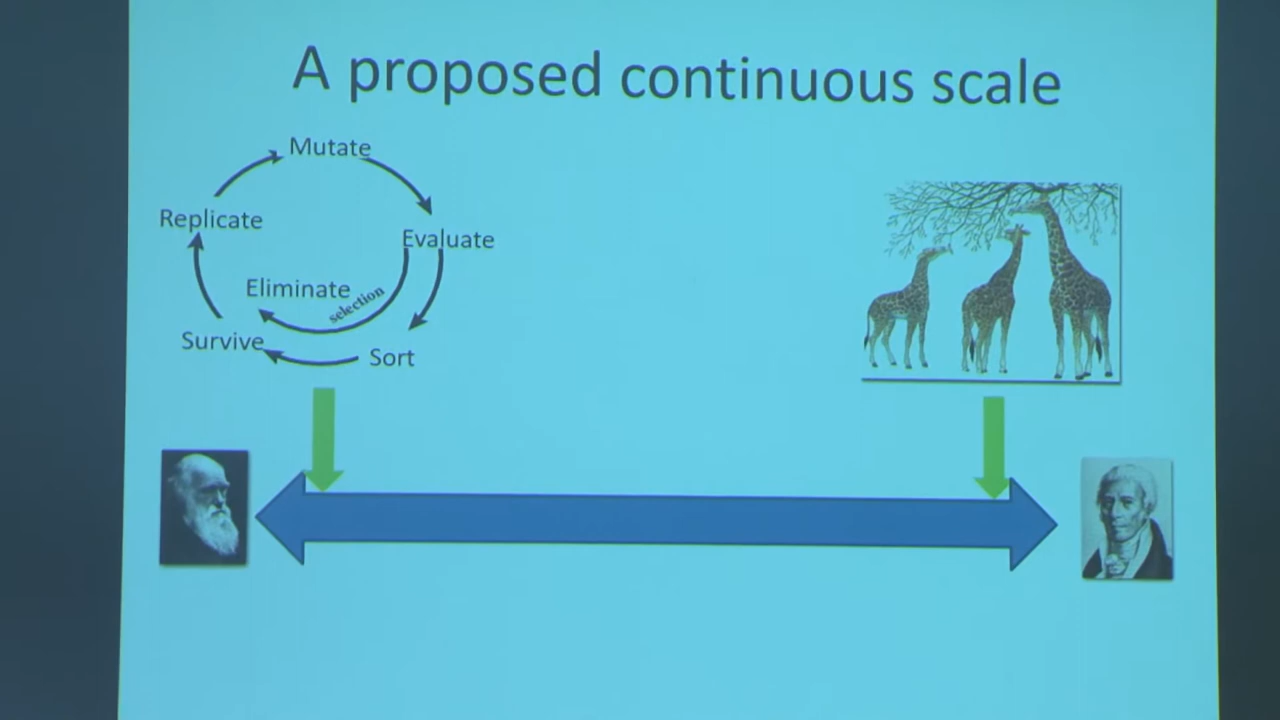 A proposed continuous scale
Mutate
Replicate
Evaluate
Eliminate
selection
Survive
Sort